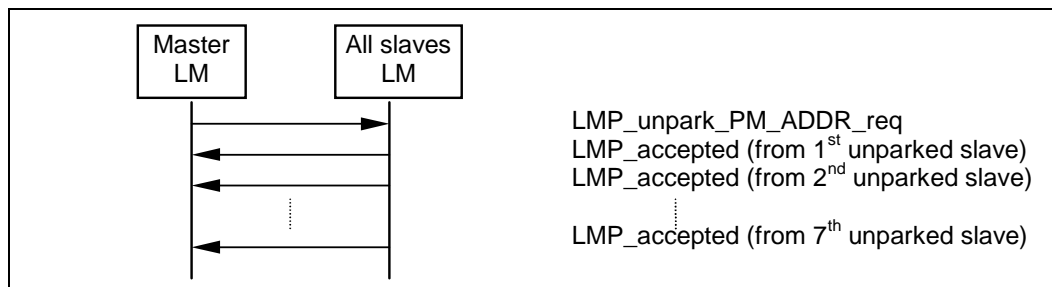 Master
LM
All slaves
LM
LMP_unpark_PM_ADDR_req
LMP_accepted (from 1st unparked slave)
LMP_accepted (from 2nd unparked slave)
LMP_accepted (from 7th unparked slave)